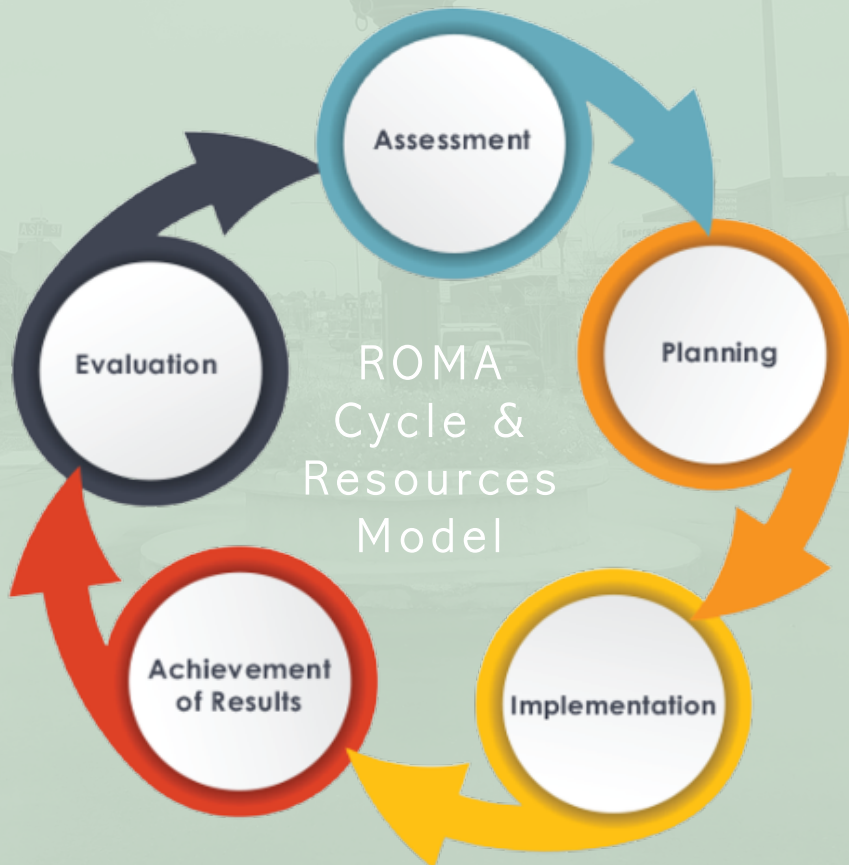 Assessment
Planning
Implementation
Achievement
of Results
Evaluation
ROMA
Cycle &
Resources
Model